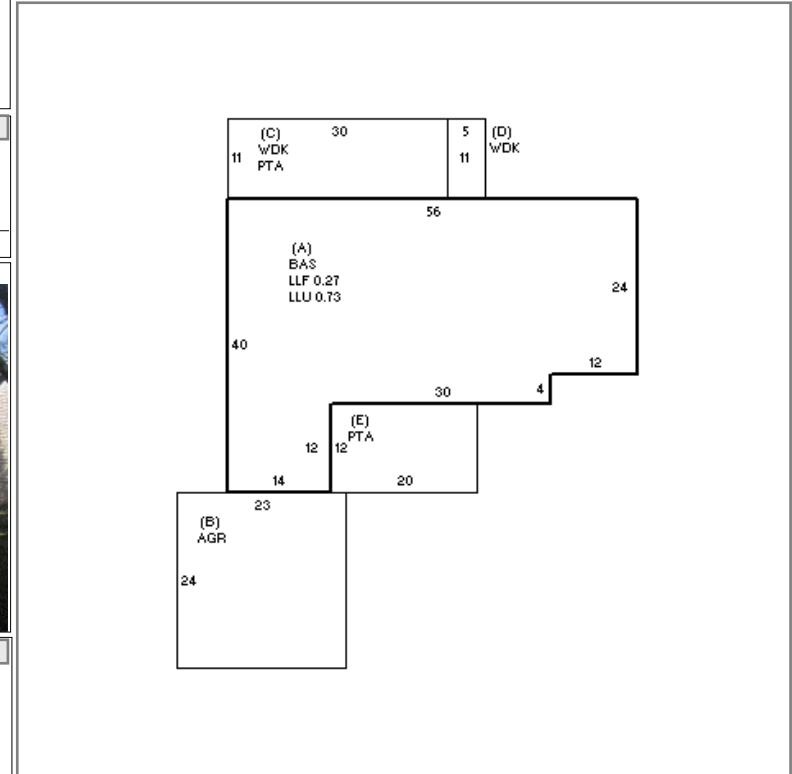 (C) 30 5 (D)
WDK WDK
11 11
PTA
56
(A)
BAS
LLF 0.27
LLU 0.73
24
40
12
30 4
(E)
PTA
12 12
14 20
23
(B)
AGR
24